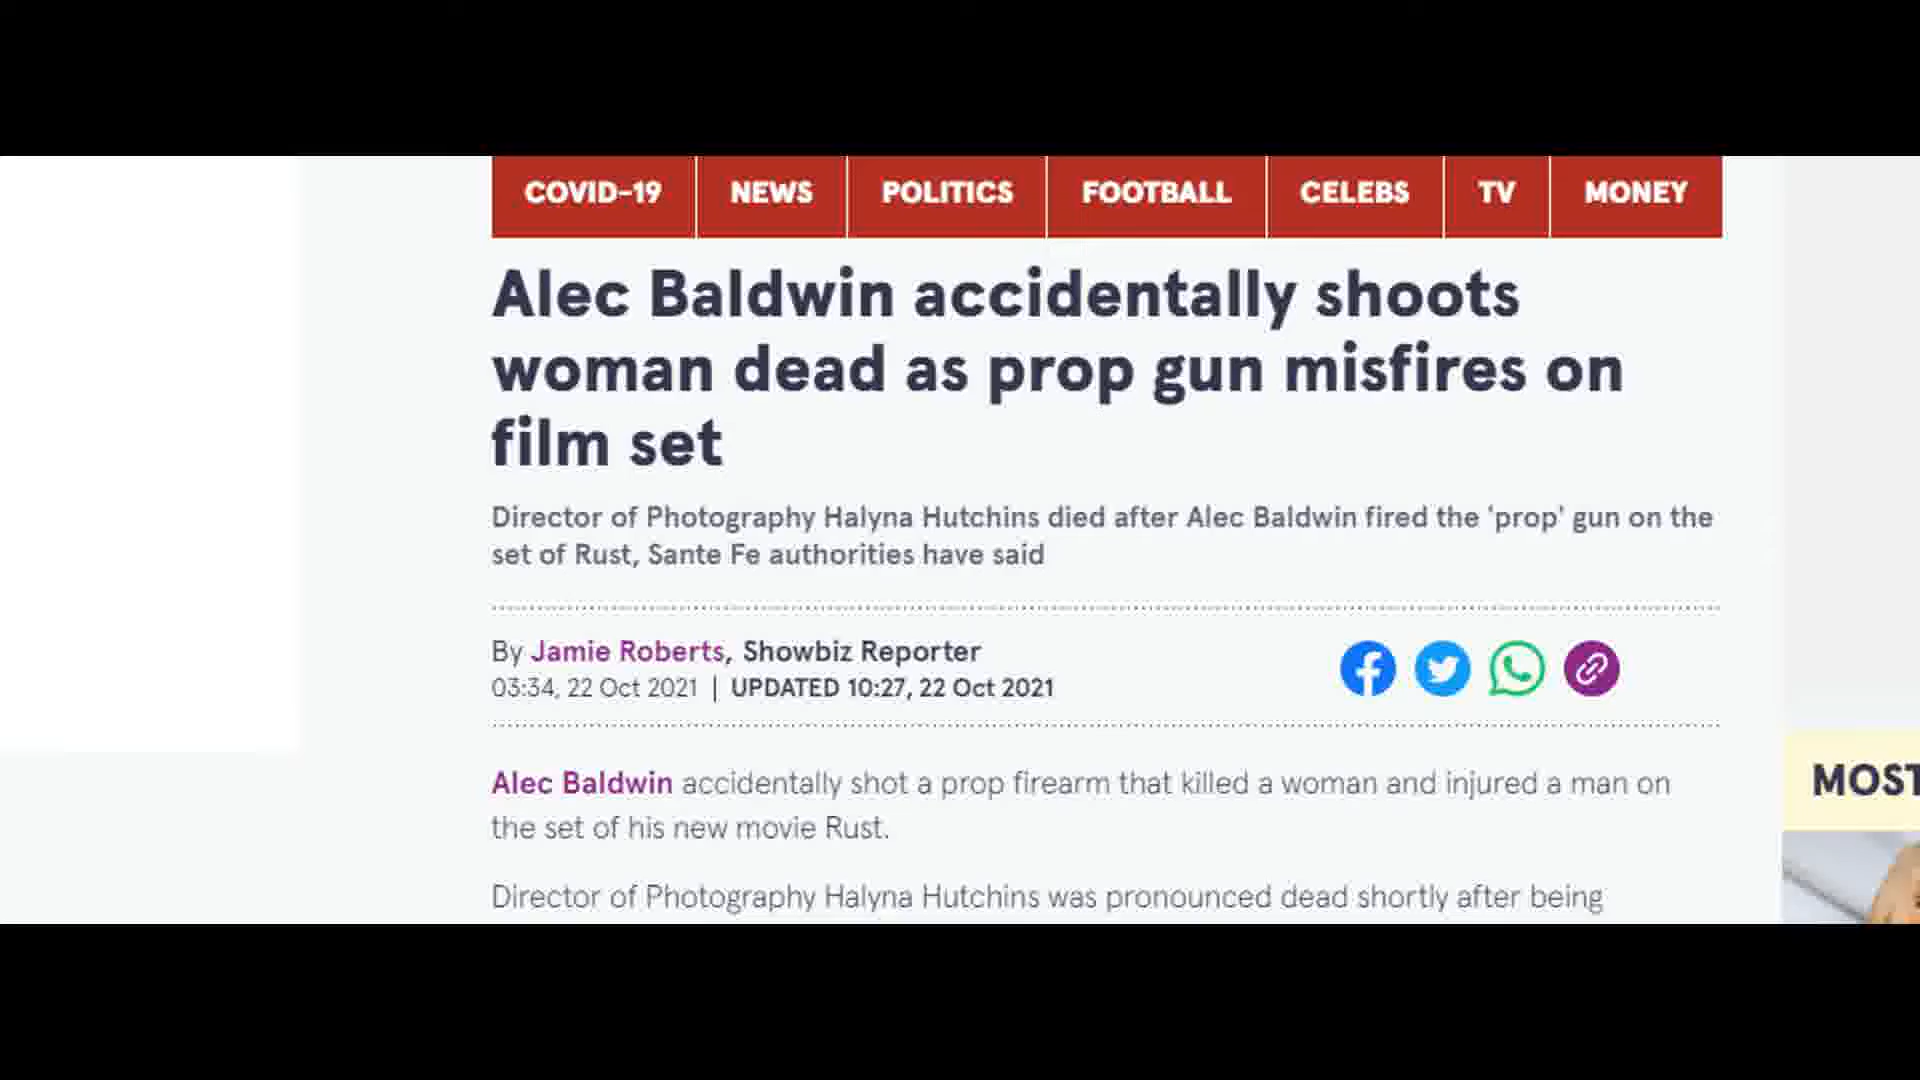 COVID-19 NEWS POLITICS FOOTBALL CELEBS TV MONEY
Alec Baldwin accidentally shoots
woman dead as prop gun misfires on
film set
Director of Photography Halyna Hutchins died after Alec Baldwin fired the 'prop' gun on the
set of Rust, Sante Fe authorities have said
By Jamie Roberts, Showbiz Reporter
03:34, 22 Oct 2021 | UPDATED 10:27, 22 Oct 2021
Alec Baldwin accidentally shot a prop firearm that killed a woman and injured a man on
the set of his new movie Rust.
MOST
Director of Photography Halyna Hutchins was pronounced dead shortly after being